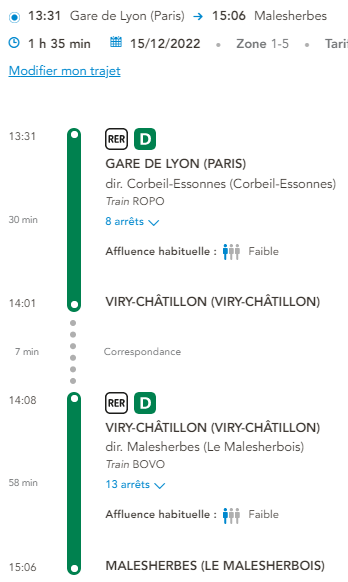 13:31 Gare de Lyon (Paris) → 15:06 Malesherbes
1 h 35 min 15/12/2022 • Zone 1-5 • Tarif
Modifier mon trajet
13:31 RER D
GARE DE LYON (PARIS)
dir. Corbeil-Essonnes (Corbeil-Essonnes)
Train ROPO
30 min 8 arrêts
Affluence habituelle : Faible
14:01 VIRY-CHÂTILLON (VIRY-CHÂTILLON)
7 min Correspondance
14:08 RER D
VIRY-CHÂTILLON (VIRY-CHÂTILLON)
dir. Malesherbes (Le Malesherbois)
Train BOVO
58 min 13 arrêts
Affluence habituelle : Faible
15:06 MALESHERBES (LE MALESHERBOIS)